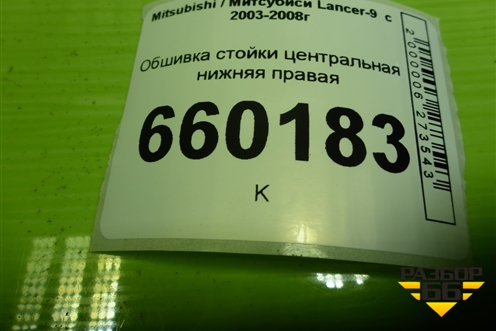 Mitsubishi / Митсубиси Lancer-9 с
2003-2008г
Обшивка стойки центральная
нижняя правая
660183
К
2000006273543
РАЗБОР
66